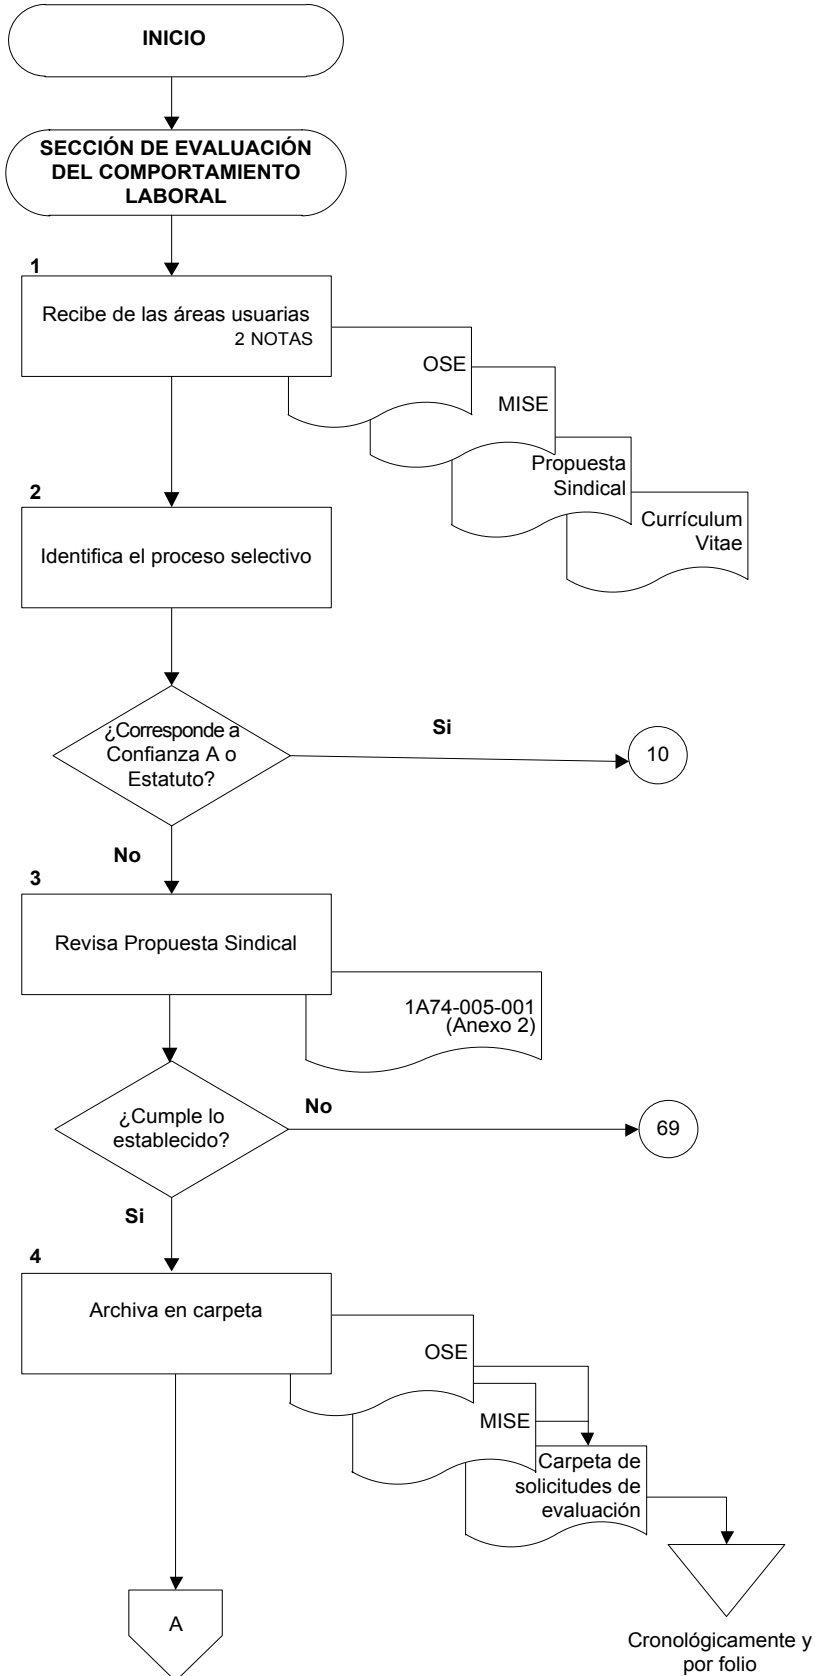 INICIO
SECCIÓN DE EVALUACIÓN
DEL COMPORTAMIENTO
LABORAL
1
Recibe de las áreas usuarias
2 NOTAS
OSE
MISE
Propuesta
Sindical
Currículum
Vitae
2
Identifica el proceso selectivo
¿Corresponde a
Confianza A o
Estatuto?
Si
10
No
3
Revisa Propuesta Sindical
1A74-005-001
(Anexo 2)
¿Cumple lo
establecido?
No
69
Si
4
Archiva en carpeta
OSE
MISE
Carpeta de
solicitudes de
evaluación
A
Cronológicamente y
por folio